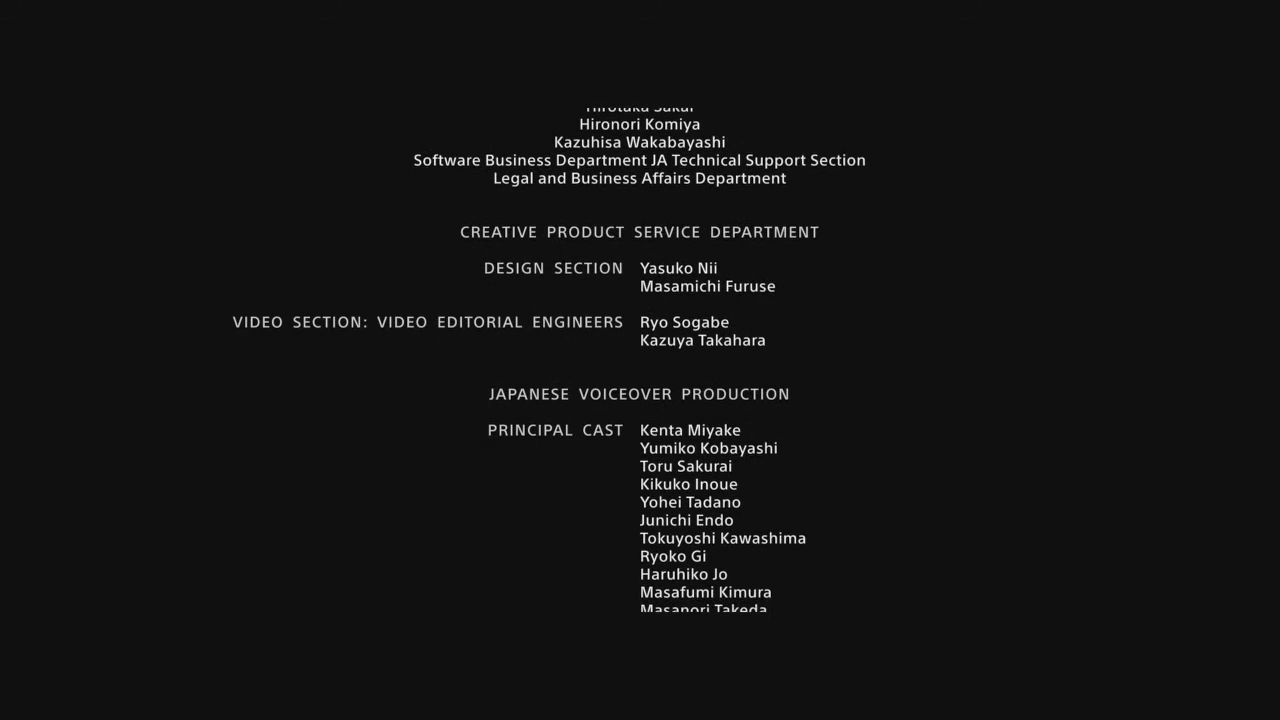 Hironori Komiya
Kazuhisa Wakabayashi
Software Business Department JA Technical Support Section
Legal and Business Affairs Department
CREATIVE PRODUCT SERVICE DEPARTMENT
DESIGN SECTION Yasuko Nii
Masamichi Furuse
VIDEO SECTION: VIDEO EDITORIAL ENGINEERS Ryo Sogabe
Kazuya Takahara
JAPANESE VOICEOVER PRODUCTION
PRINCIPAL CAST Kenta Miyake
Yumiko Kobayashi
Toru Sakurai
Kikuko Inoue
Yohei Tadano
Junichi Endo
Tokuyoshi Kawashima
Ryoko Gi
Haruhiko Jo
Masafumi Kimura
Masanori Takeda